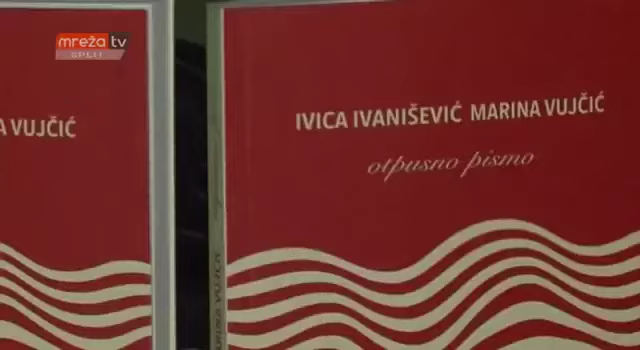 mreža tv
SPLIT
A VUJČIĆ
IVICA IVANIŠEVIĆ MARINA VUJČIĆ
otpusno pismo